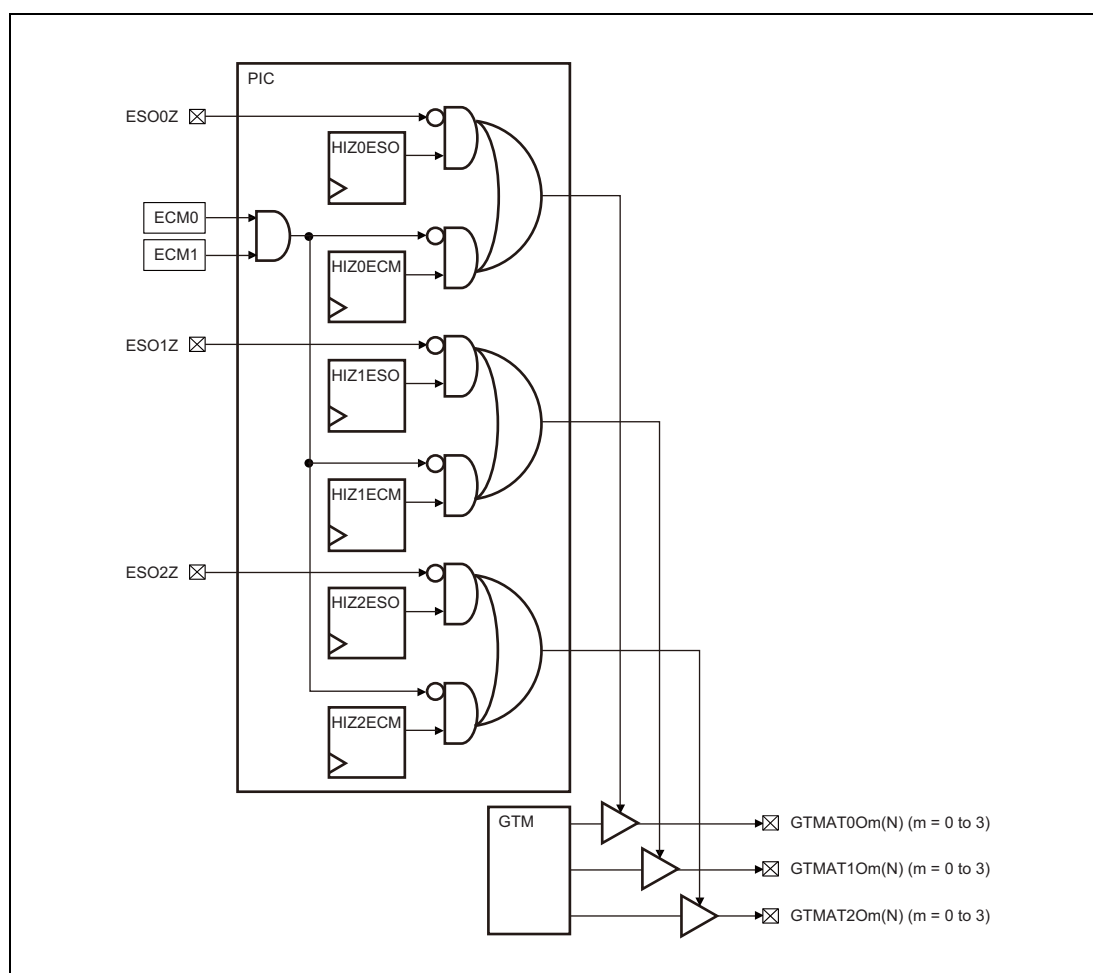 PIC
ESO0Z
HIZ0ESO
ECM0
ECM1
HIZ0ECM
ESO1Z
HIZ1ESO
HIZ1ECM
ESO2Z
HIZ2ESO
HIZ2ECM
GTM
GTMAT0Om(N) (m = 0 to 3)
GTMAT1Om(N) (m = 0 to 3)
GTMAT2Om(N) (m = 0 to 3)